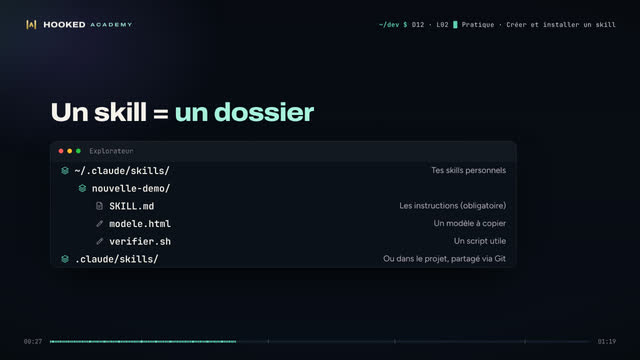 HOOKED ACADEMY
~/dev $ D12 · L02 Pratique · Créer et installer un skill
Un skill = un dossier
Explorateur
~/.claude/skills/ Tes skills personnels
nouvelle-demo/
SKILL.md Les instructions (obligatoire)
modele.html Un modèle à copier
verifier.sh Un script utile
.claude/skills/ Ou dans le projet, partagé via Git
00:27 01:19